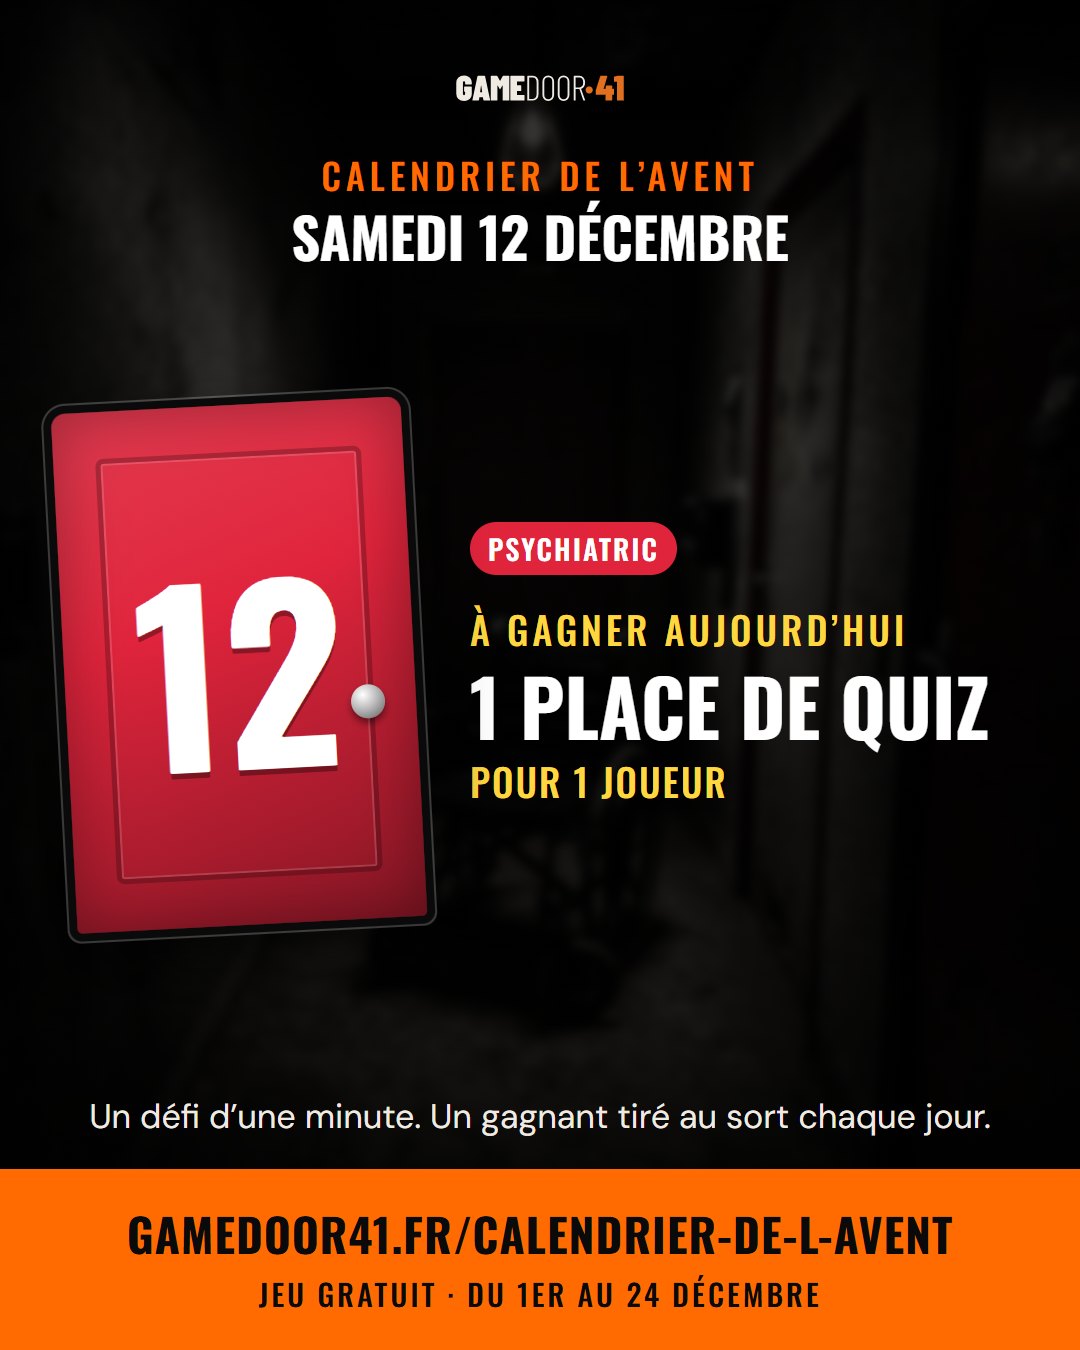 GAMEDOOR·41
CALENDRIER DE L’AVENT
SAMEDI 12 DÉCEMBRE
12
PSYCHIATRIC
À GAGNER AUJOURD’HUI
1 PLACE DE QUIZ
POUR 1 JOUEUR
Un défi d’une minute. Un gagnant tiré au sort chaque jour.
GAMEDOOR41.FR/CALENDRIER-DE-L-AVENT
JEU GRATUIT · DU 1ER AU 24 DÉCEMBRE